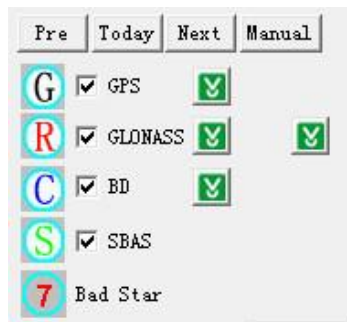 Pre Today Next Manual
G GPS
R GLONASS
C BD
S SBAS
7 Bad Star